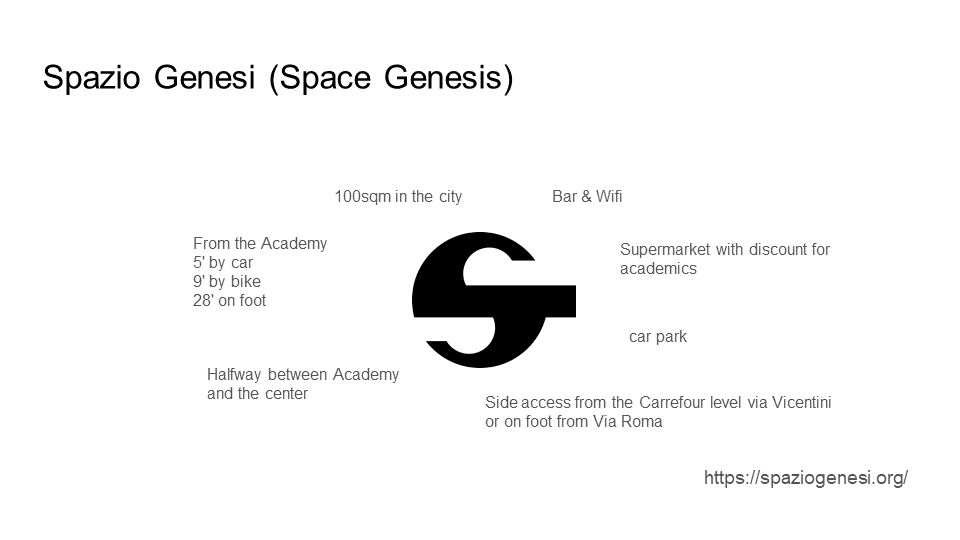 Spazio Genesi (Space Genesis)
100sqm in the city
Bar & Wifi
From the Academy
5' by car
9' by bike
28' on foot
Supermarket with discount for
academics
car park
Halfway between Academy
and the center
Side access from the Carrefour level via Vicentini
or on foot from Via Roma
https://spaziogenesi.org/